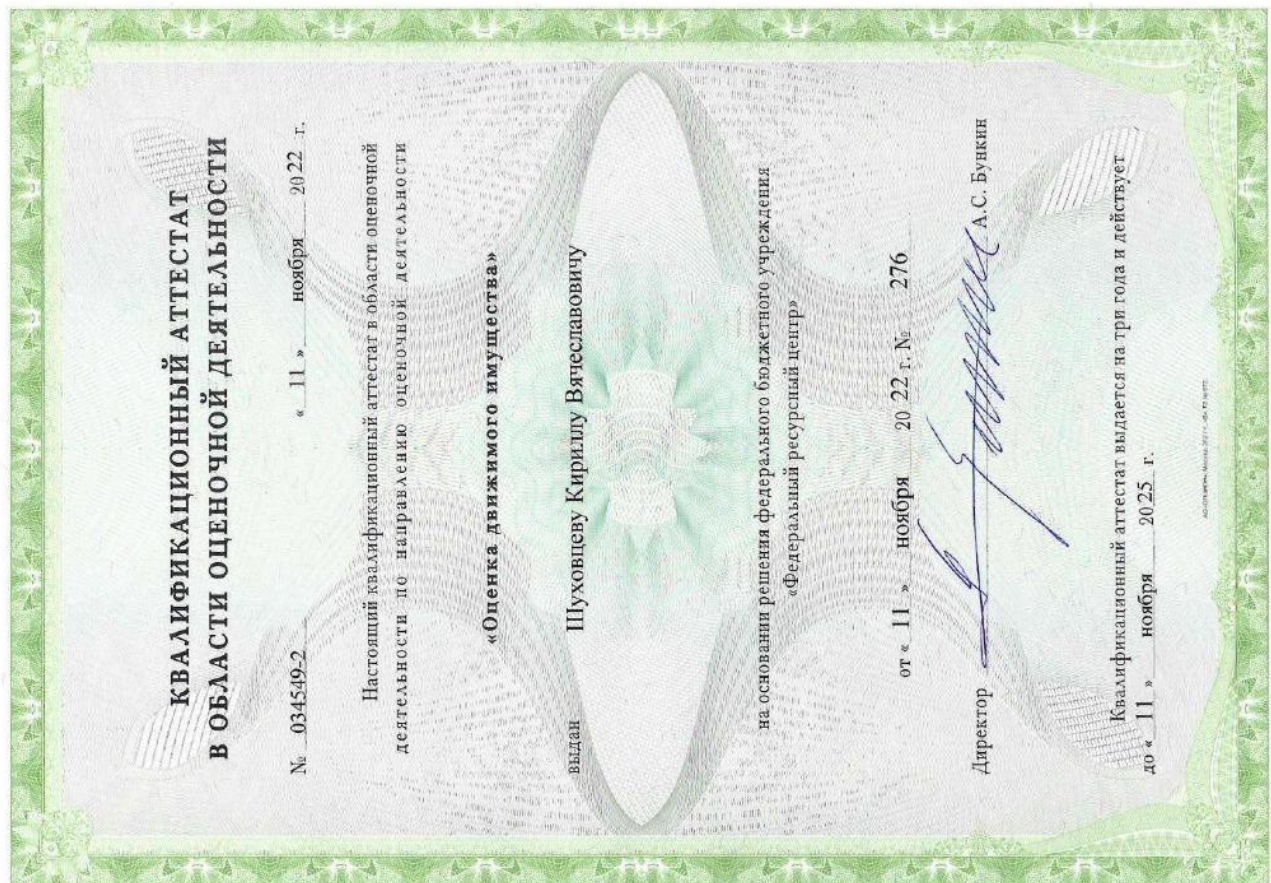 КВАЛИФИКАЦИОННЫЙ АТТЕСТАТ
В ОБЛАСТИ ОЦЕНОЧНОЙ ДЕЯТЕЛЬНОСТИ
№ 034549-2 « 11 » ноября 20 22 г.
Настоящий квалификационный аттестат в области оценочной
деятельности по направлению оценочной деятельности
«Оценка движимого имущества»
выдан Шуховцеву Кириллу Вячеславовичу
на основании решения федерального бюджетного учреждения
«Федеральный ресурсный центр»
от « 11 » ноября 20 22 г. № 276
Директор А.С. Бункин
Квалификационный аттестат выдается на три года и действует
до « 11 » ноября 20 25 г.